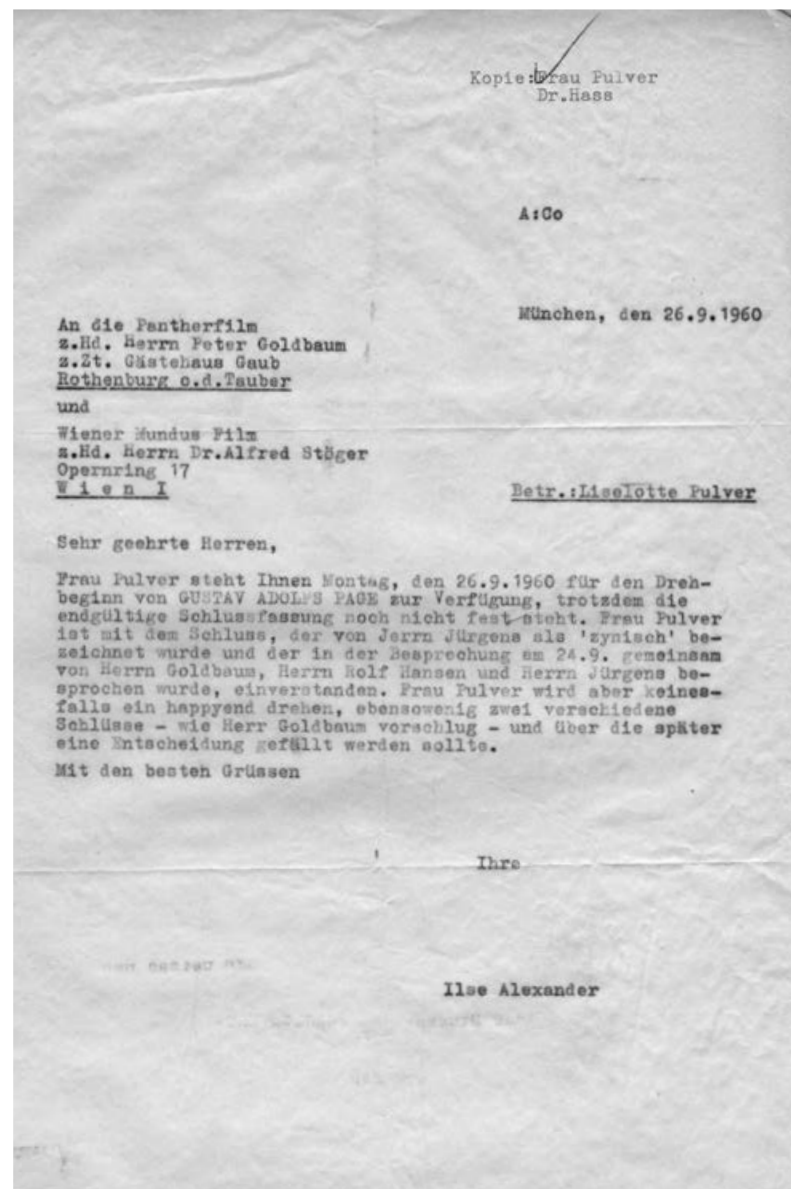 Kopie: Frau Pulver
Dr.Hass
A:Co
München, den 26.9.1960
An die Pantherfilm
z.Hd. Herrn Peter Goldbaum
z.Zt. Gästehaus Gaub
Rothenburg o.d.Tauber
und
Wiener Mundus Film
z.Hd. Herrn Dr.Alfred Stöger
Opernring 17
W i e n I
Betr.:Liselotte Pulver
Sehr geehrte Herren,
Frau Pulver steht Ihnen Montag, den 26.9.1960 für den Dreh-
beginn von GUSTAV ADOLFS PAGE zur Verfügung, trotzdem die
endgültige Schlussfassung noch nicht fest steht. Frau Pulver
ist mit dem Schluss, der von Jerrn Jürgens als 'zynisch' be-
zeichnet wurde und der in der Besprechung am 24.9. gemeinsam
von Herrn Goldbaum, Herrn Rolf Hansen und Herrn Jürgens be-
sprochen wurde, einverstanden. Frau Pulver wird aber keines-
falls ein happyend drehen, ebensowenig zwei verschiedene
Schlüsse - wie Herr Goldbaum vorschlug - und über die später
eine Entscheidung gefällt werden sollte.
Mit den besten Grüssen
Ihre
Ilse Alexander